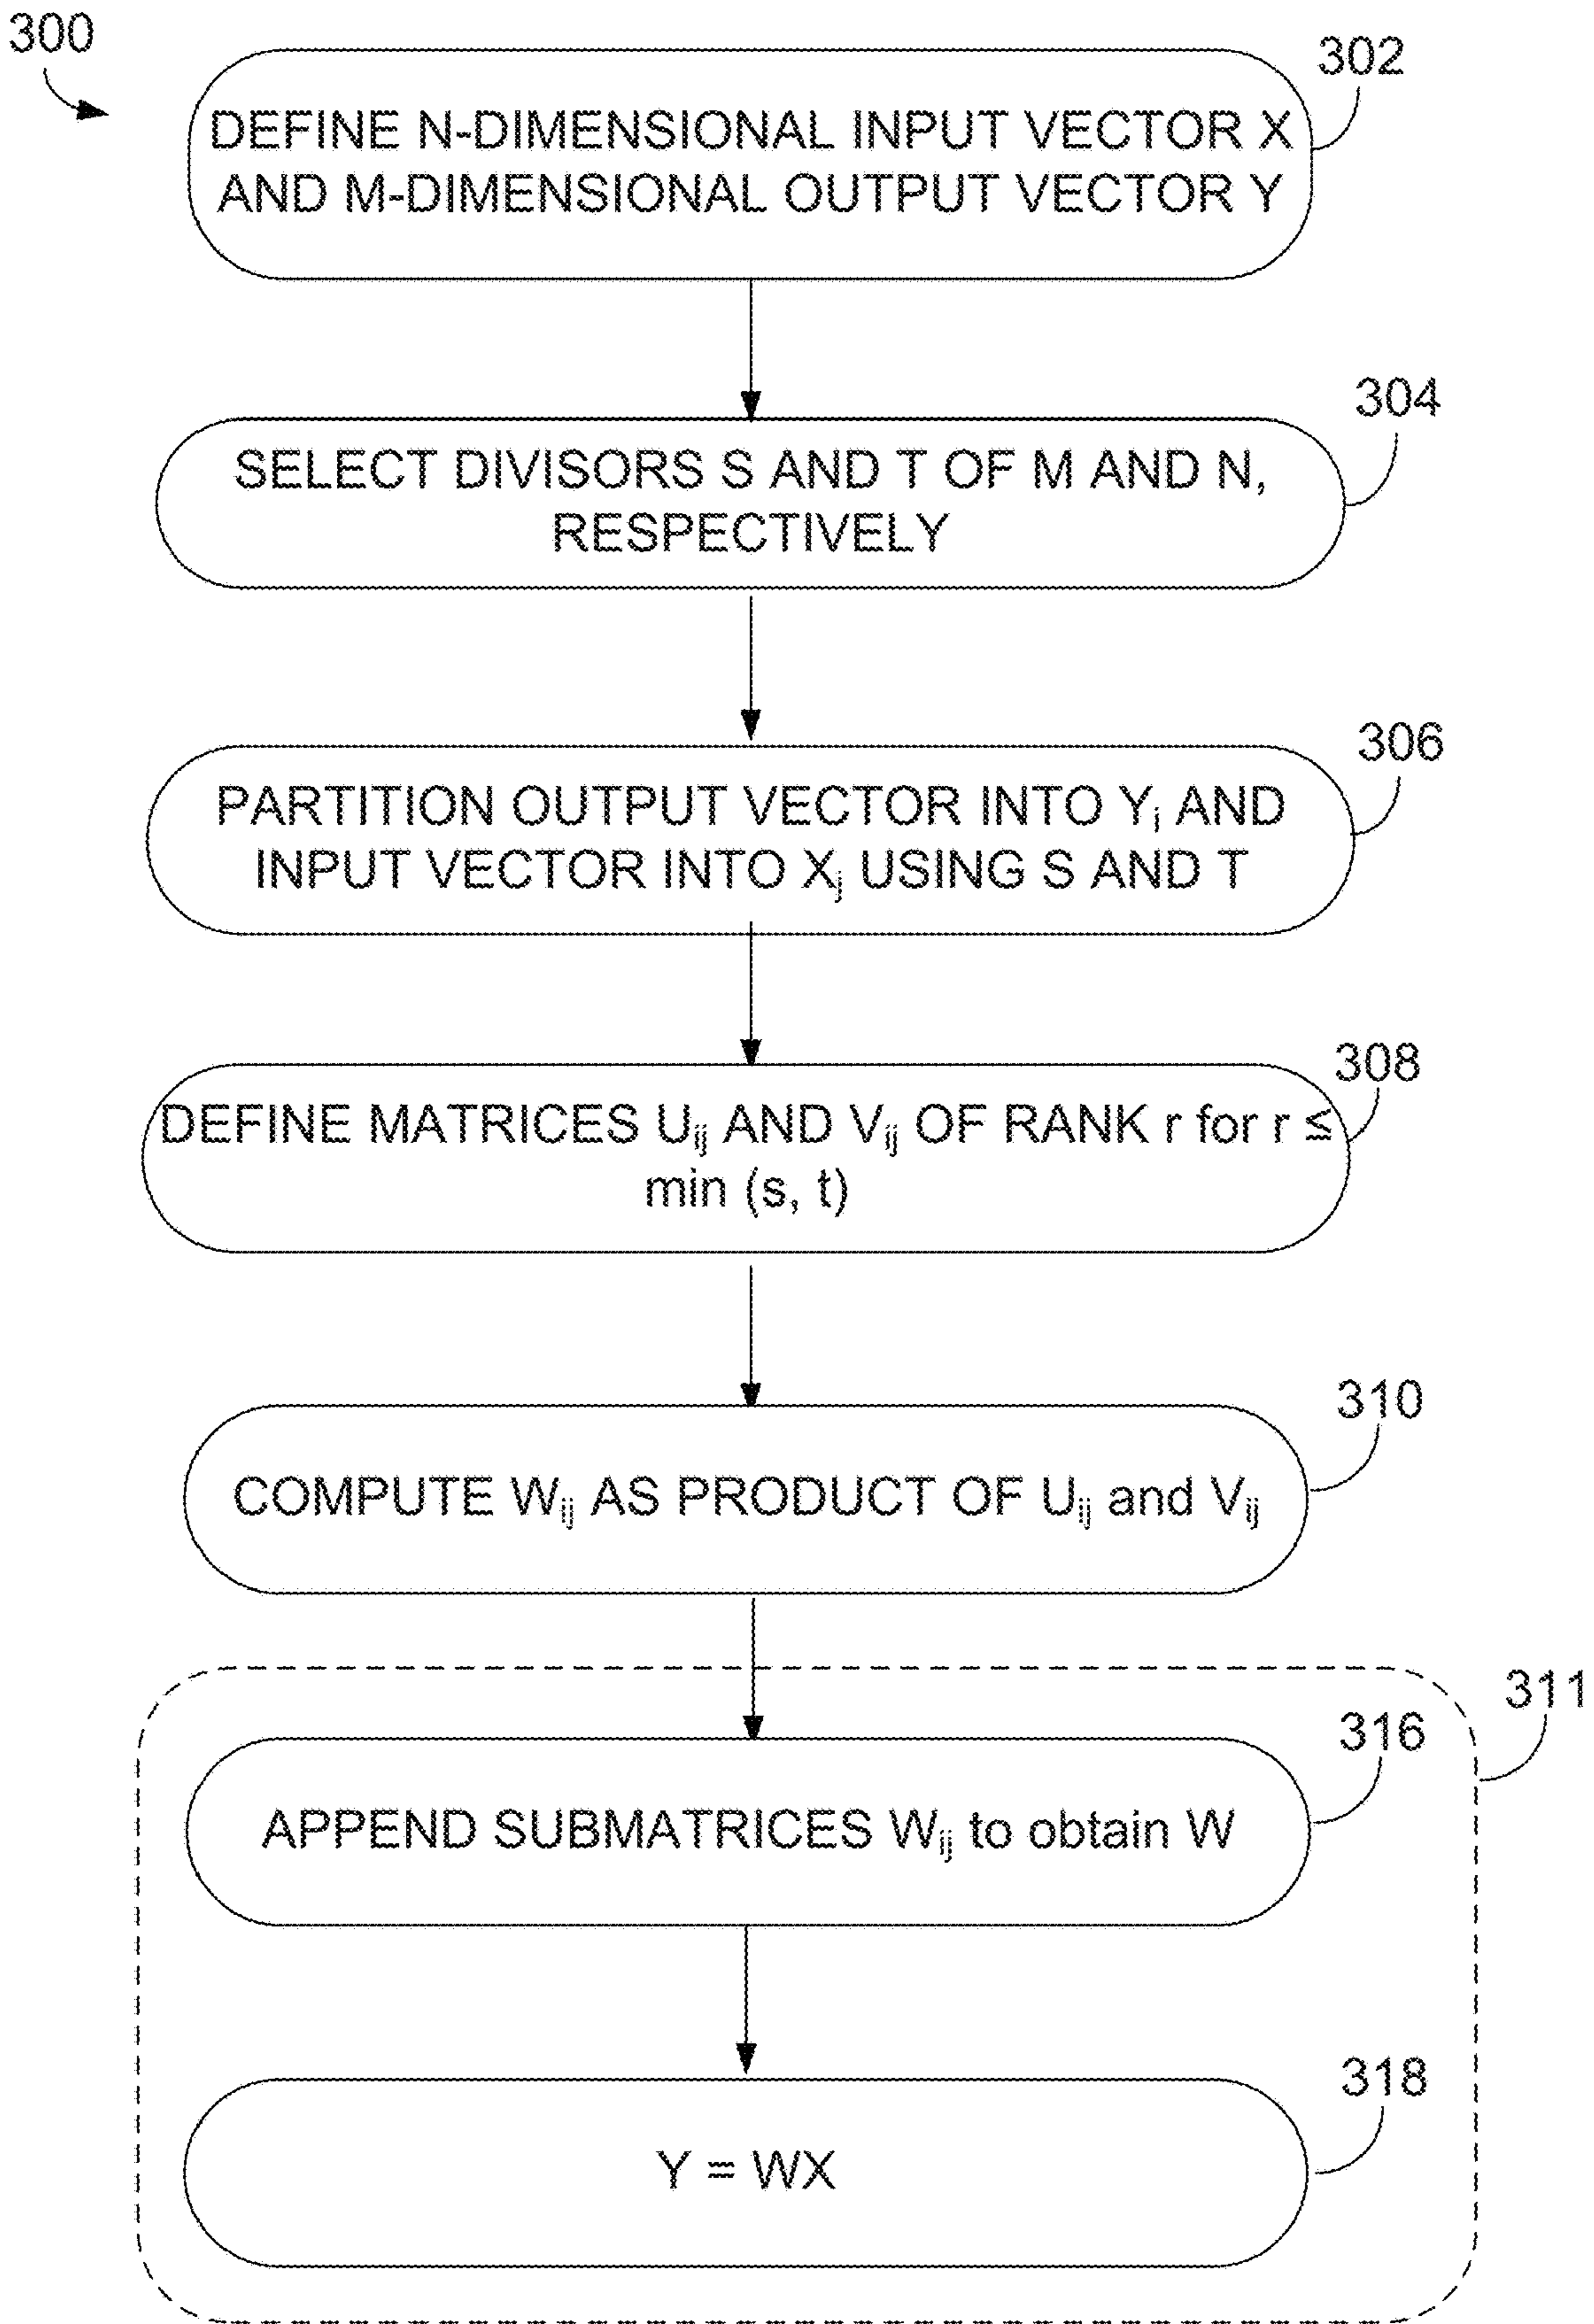 300
302
DEFINE N-DIMENSIONAL INPUT VECTOR X
AND M-DIMENSIONAL OUTPUT VECTOR Y
304
SELECT DIVISORS S AND T OF M AND N,
RESPECTIVELY
306
PARTITION OUTPUT VECTOR INTO Yi AND
INPUT VECTOR INTO Xj USING S AND T
308
DEFINE MATRICES Uij AND Vij OF RANK r for r ≤
min (s, t)
310
COMPUTE Wij AS PRODUCT OF Uij and Vij
311
316
APPEND SUBMATRICES Wij to obtain W
318
Y = WX